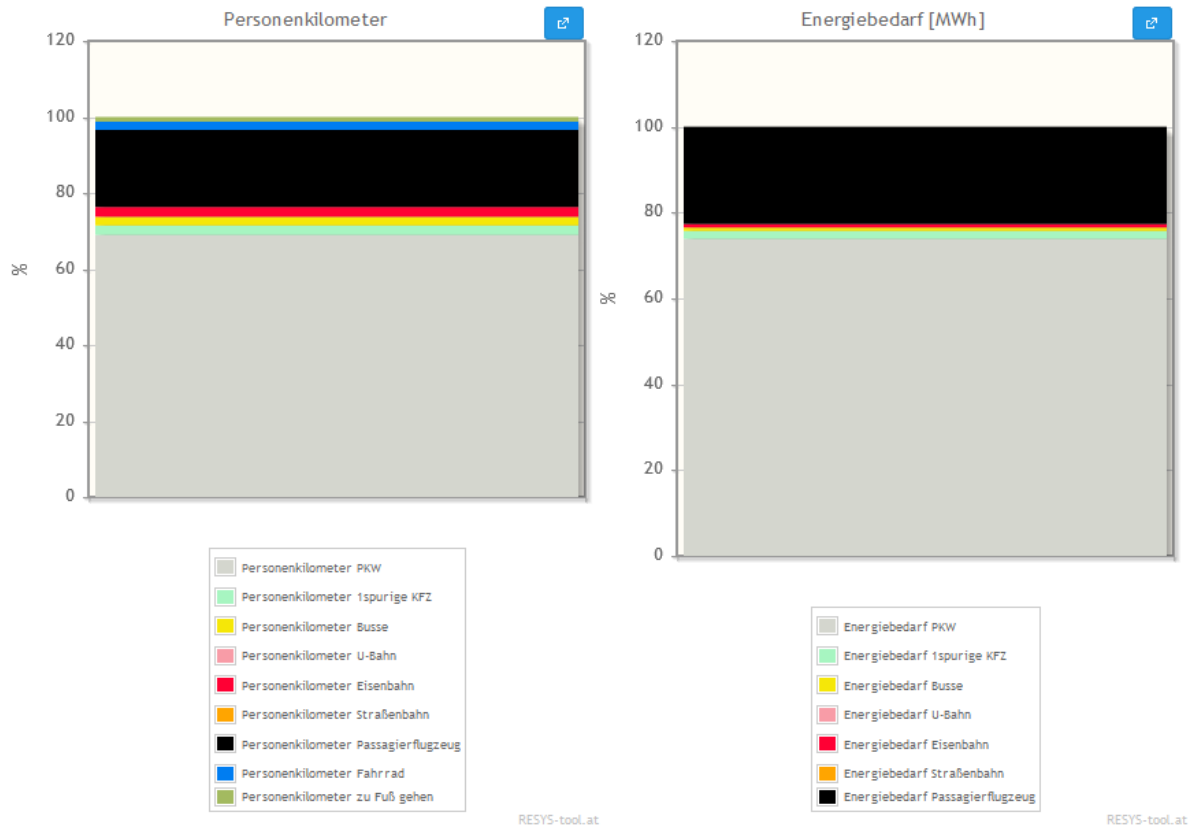 Personenkilometer
120
100
80
60
40
20
0
%
Personenkilometer PKW
Personenkilometer 1spurige KFZ
Personenkilometer Busse
Personenkilometer U-Bahn
Personenkilometer Eisenbahn
Personenkilometer Straßenbahn
Personenkilometer Passagierflugzeug
Personenkilometer Fahrrad
Personenkilometer zu Fuß gehen
RESYS-tool.at
Energiebedarf [MWh]
120
100
80
60
40
20
0
%
Energiebedarf PKW
Energiebedarf 1spurige KFZ
Energiebedarf Busse
Energiebedarf U-Bahn
Energiebedarf Eisenbahn
Energiebedarf Straßenbahn
Energiebedarf Passagierflugzeug
RESYS-tool.at